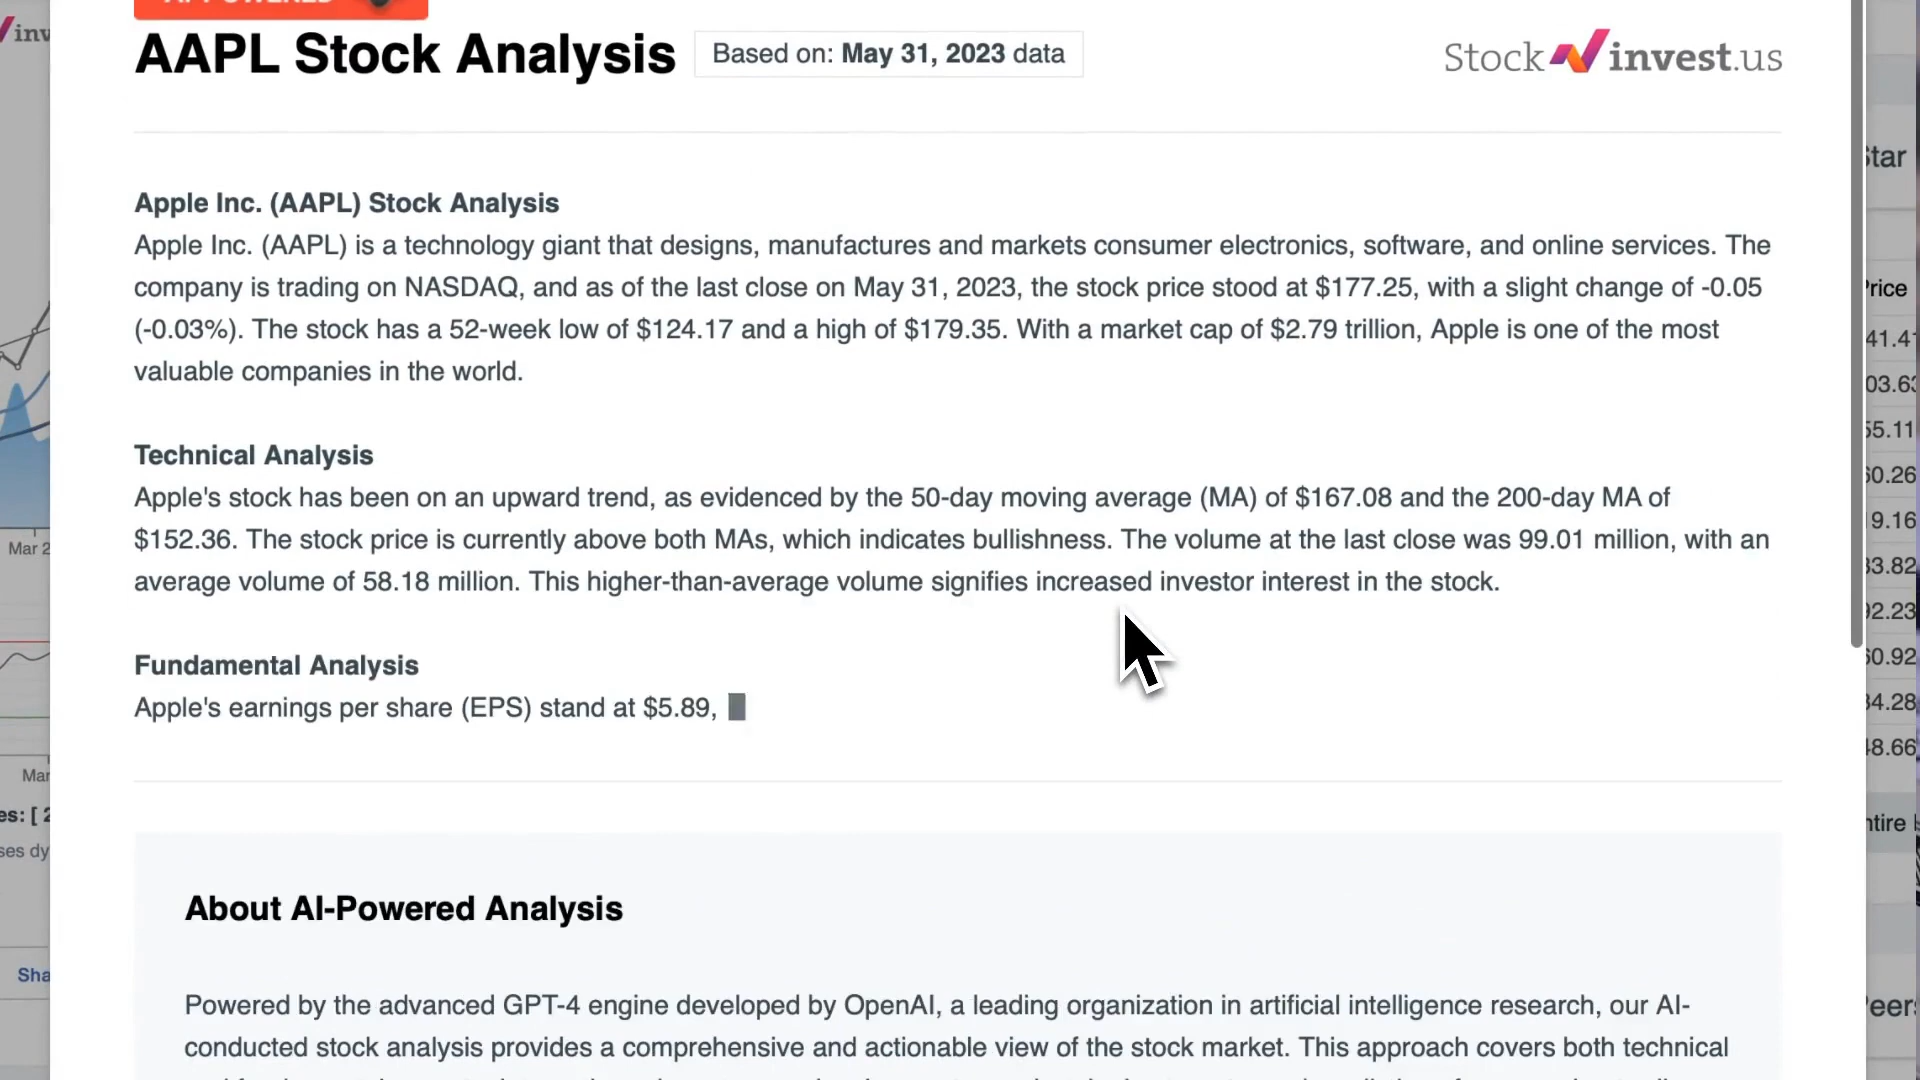 AAPL Stock Analysis
Based on: May 31, 2023 data
Stock invest.us
Apple Inc. (AAPL) Stock Analysis
Apple Inc. (AAPL) is a technology giant that designs, manufactures and markets consumer electronics, software, and online services. The
company is trading on NASDAQ, and as of the last close on May 31, 2023, the stock price stood at $177.25, with a slight change of -0.05
(-0.03%). The stock has a 52-week low of $124.17 and a high of $179.35. With a market cap of $2.79 trillion, Apple is one of the most
valuable companies in the world.
Technical Analysis
Apple's stock has been on an upward trend, as evidenced by the 50-day moving average (MA) of $167.08 and the 200-day MA of
$152.36. The stock price is currently above both MAs, which indicates bullishness. The volume at the last close was 99.01 million, with an
average volume of 58.18 million. This higher-than-average volume signifies increased investor interest in the stock.
Fundamental Analysis
Apple's earnings per share (EPS) stand at $5.89,
About AI-Powered Analysis
Powered by the advanced GPT-4 engine developed by OpenAI, a leading organization in artificial intelligence research, our AI-
conducted stock analysis provides a comprehensive and actionable view of the stock market. This approach covers both technical
Mar 2
Mar
es: [ 2
ses dy
Sha